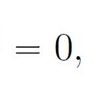 = 0,